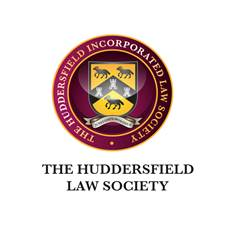 THE HUDDERSFIELD INCORPORATED LAW SOCIETY
THE HUDDERSFIELD
LAW SOCIETY